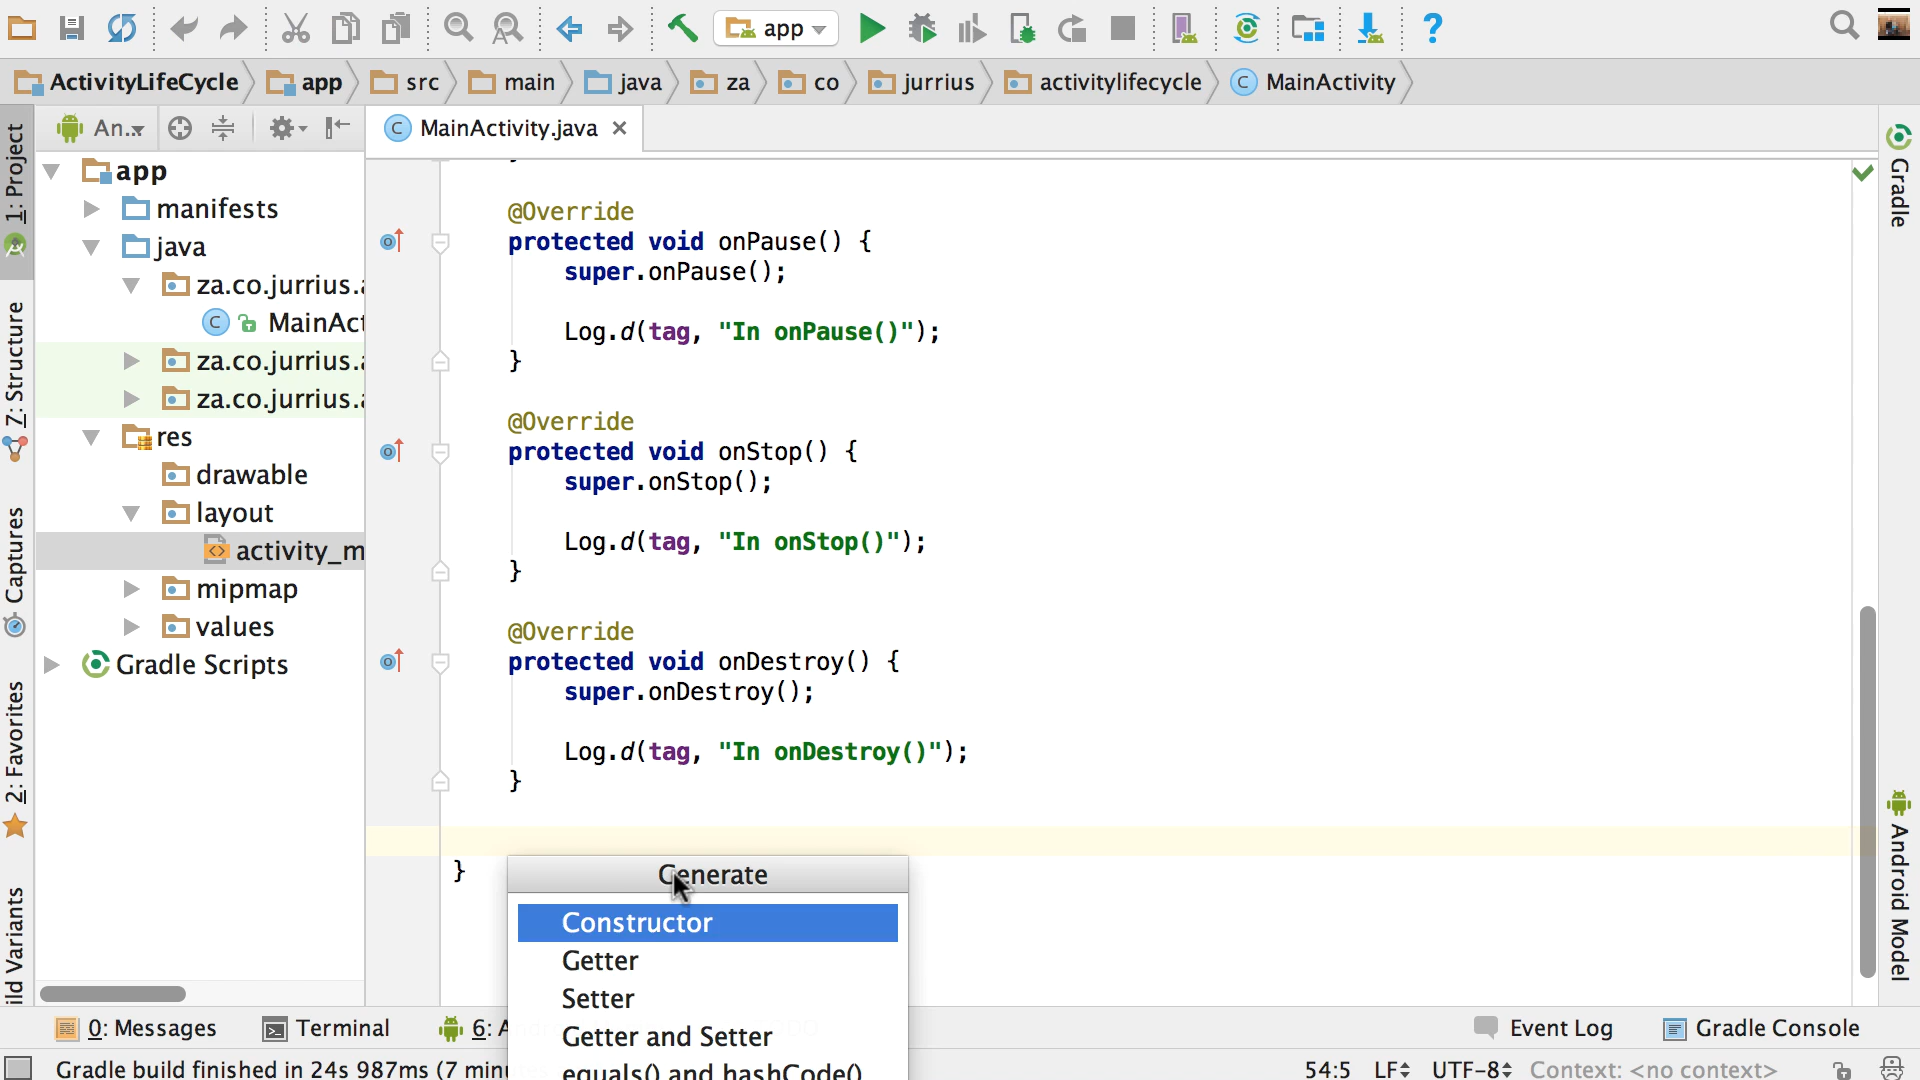 app
ActivityLifeCycle app src main java za co jurrius activitylifecycle C MainActivity
1: Project
An..
C MainActivity.java
Gradle
app
manifests
java
za.co.jurrius.
C MainAct
za.co.jurrius.
za.co.jurrius.
res
drawable
layout
activity_m
mipmap
values
Gradle Scripts
Z: Structure
Captures
2: Favorites
ild Variants
@Override
protected void onPause() {
super.onPause();
Log.d(tag, "In onPause()");
}
@Override
protected void onStop() {
super.onStop();
Log.d(tag, "In onStop()");
}
@Override
protected void onDestroy() {
super.onDestroy();
Log.d(tag, "In onDestroy()");
}
}
Generate
Constructor
Getter
Setter
Getter and Setter
equals() and hashCode()
Android Model
0: Messages Terminal 6: A Event Log Gradle Console
Gradle build finished in 24s 987ms (7 min 54:5 LF UTF-8 Context: <no context>